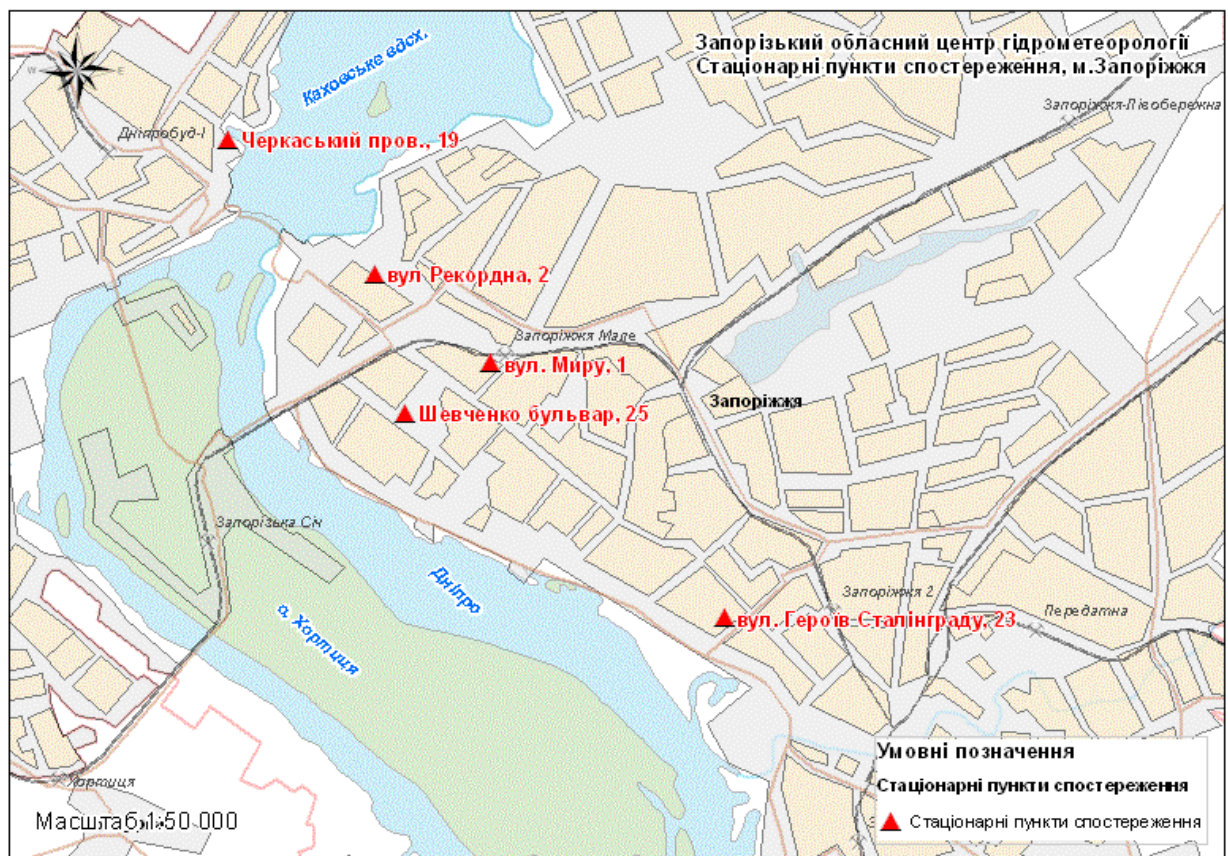 Запорізький обласний центр гідрометеорології
Стаціонарні пункти спостереження, м.Запоріжжя
Каховське вдсх.
W E
Запоріжжя-Лівобережна
Дніпробуд-І
Черкаський пров., 19
вул Рекордна, 2
Запоріжжя Мале
вул. Миру, 1
Запоріжжя
Шевченко бульвар, 25
Запорізька Січ
Дніпро
о. Хортиця
Запоріжжя 2
Передатна
вул. Героїв Сталінграду, 23
Хортиця
Масштаб 1:50 000
Умовні позначення
Стаціонарні пункти спостереження
Стаціонарні пункти спостереження